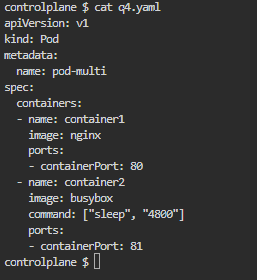 controlplane $ cat q4.yaml
apiVersion: v1
kind: Pod
metadata:
  name: pod-multi
spec:
  containers:
  - name: container1
    image: nginx
    ports:
    - containerPort: 80
  - name: container2
    image: busybox
    command: ["sleep", "4800"]
    ports:
    - containerPort: 81
controlplane $